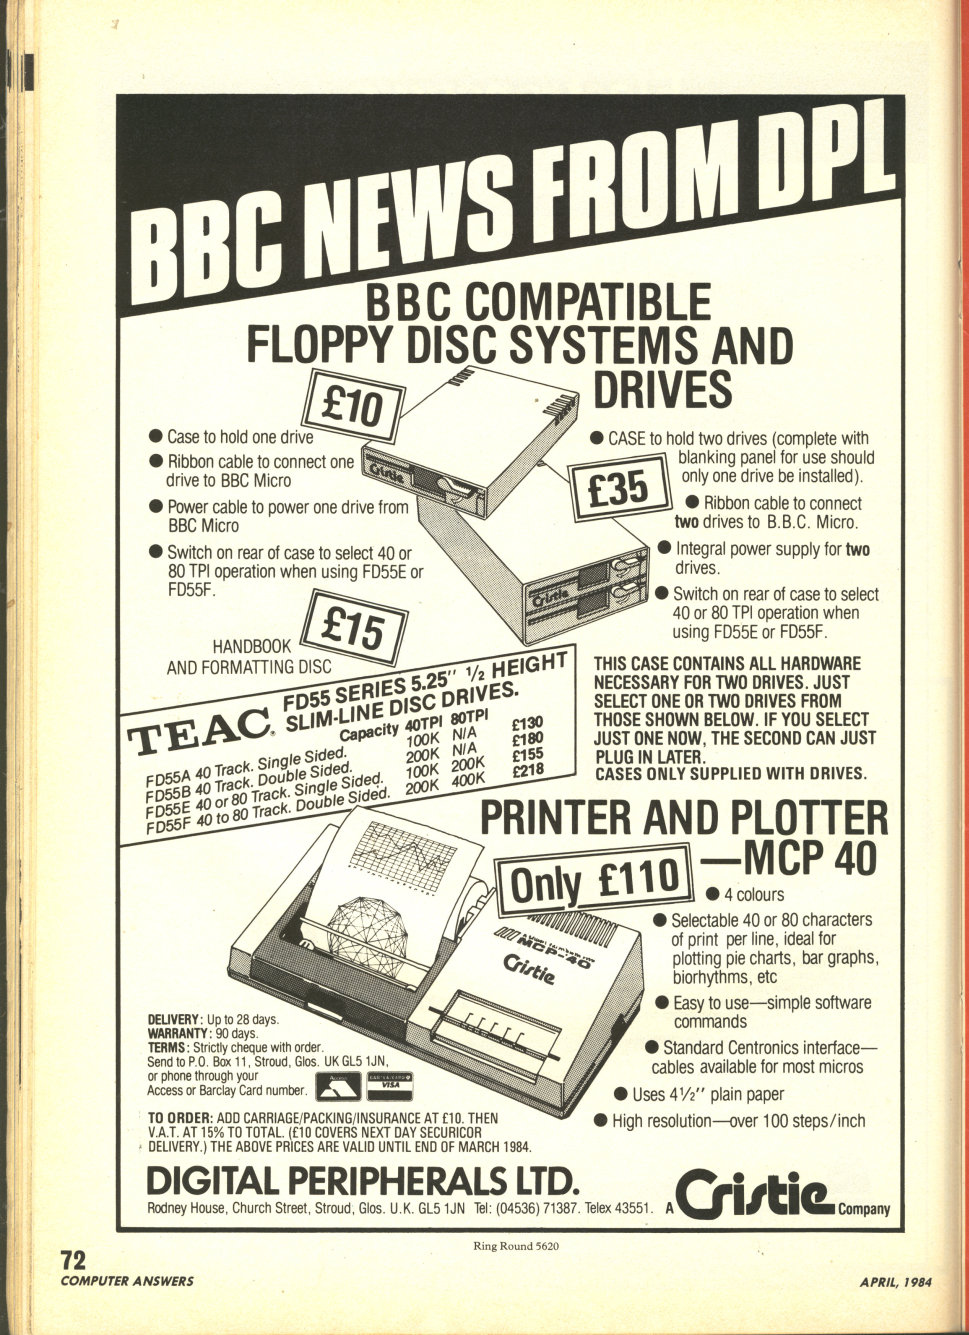 BBC NEWS FROM DPL
BBC COMPATIBLE
FLOPPY DISC SYSTEMS AND
DRIVES
£10
● Case to hold one drive
● Ribbon cable to connect one
drive to BBC Micro
● Power cable to power one drive from
BBC Micro
● Switch on rear of case to select 40 or
80 TPI operation when using FD55E or
FD55F.
Cristie
£35
● CASE to hold two drives (complete with
blanking panel for use should
only one drive be installed).
● Ribbon cable to connect
two drives to B.B.C. Micro.
● Integral power supply for two
drives.
● Switch on rear of case to select
40 or 80 TPI operation when
using FD55E or FD55F.
Cristie
£15
HANDBOOK
AND FORMATTING DISC
THIS CASE CONTAINS ALL HARDWARE
NECESSARY FOR TWO DRIVES. JUST
SELECT ONE OR TWO DRIVES FROM
THOSE SHOWN BELOW. IF YOU SELECT
JUST ONE NOW, THE SECOND CAN JUST
PLUG IN LATER.
CASES ONLY SUPPLIED WITH DRIVES.
TEAC. FD55 SERIES 5.25" ½ HEIGHT
SLIM-LINE DISC DRIVES.
Capacity 40TPI 80TPI
FD55A 40 Track. Single Sided. 100K N/A £130
FD55B 40 Track. Double Sided. 200K N/A £180
FD55E 40 or 80 Track. Single Sided. 100K 200K £155
FD55F 40 to 80 Track. Double Sided. 200K 400K £218
PRINTER AND PLOTTER
—MCP 40
Only £110
● 4 colours
● Selectable 40 or 80 characters
of print per line, ideal for
plotting pie charts, bar graphs,
biorhythms, etc
● Easy to use—simple software
commands
● Standard Centronics interface—
cables available for most micros
● Uses 4½" plain paper
● High resolution—over 100 steps/inch
MCP-40
Cristie
DELIVERY: Up to 28 days.
WARRANTY: 90 days.
TERMS: Strictly cheque with order.
Send to P.O. Box 11, Stroud, Glos. UK GL5 1JN,
or phone through your
Access or Barclay Card number.
Access
BARCLAYCARD
VISA
TO ORDER: ADD CARRIAGE/PACKING/INSURANCE AT £10. THEN
V.A.T. AT 15% TO TOTAL. (£10 COVERS NEXT DAY SECURICOR
DELIVERY.) THE ABOVE PRICES ARE VALID UNTIL END OF MARCH 1984.
DIGITAL PERIPHERALS LTD.
Rodney House, Church Street, Stroud, Glos. U.K. GL5 1JN Tel: (04536) 71387. Telex 43551.
A Cristie Company
Ring Round 5620
72
COMPUTER ANSWERS
APRIL, 1984